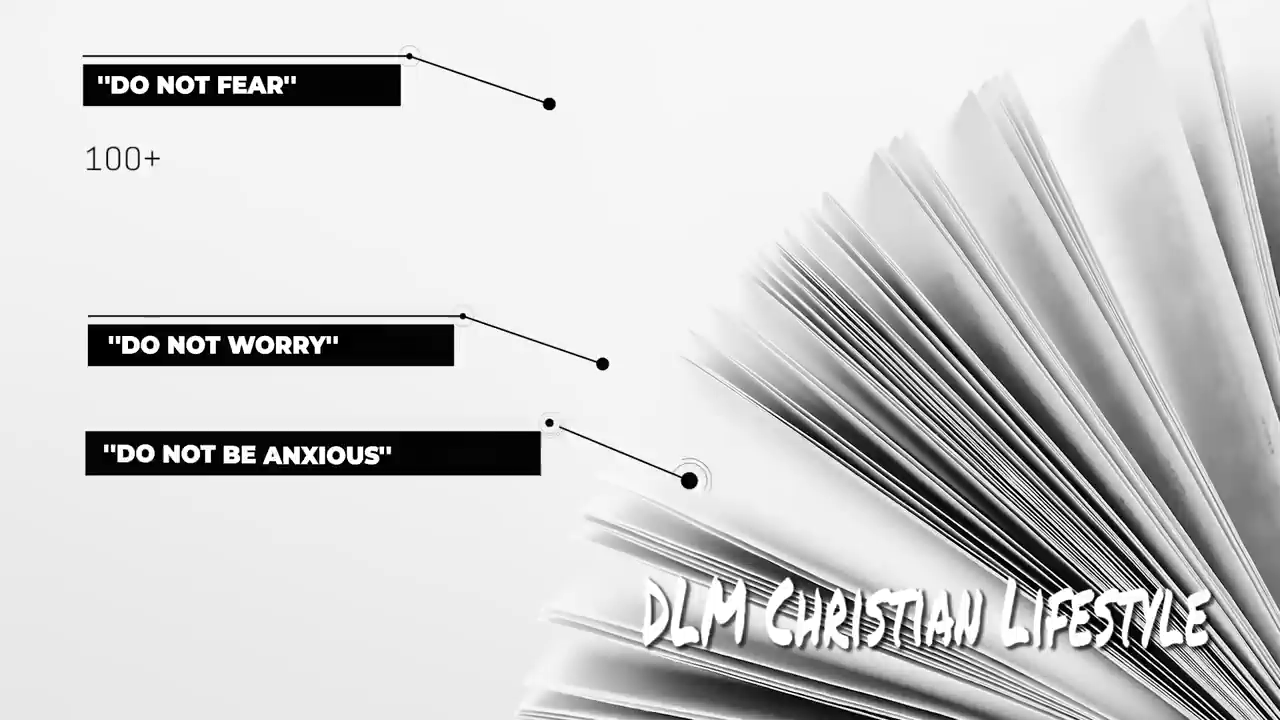 "DO NOT FEAR"
100+
"DO NOT WORRY"
"DO NOT BE ANXIOUS"
DLM CHRISTIAN LIFESTYLE